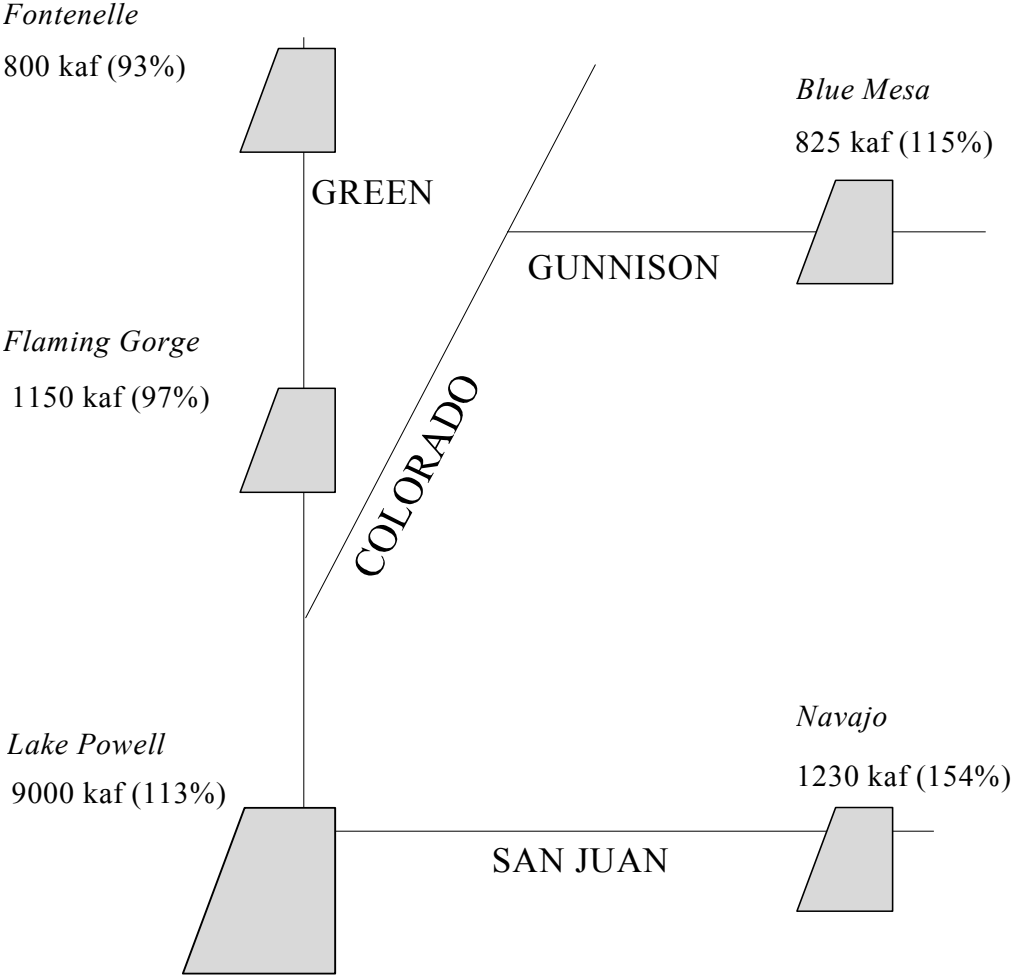 Fontenelle
800 kaf (93%)
Blue Mesa
825 kaf (115%)
GREEN
GUNNISON
Flaming Gorge
1150 kaf (97%)
COLORADO
Lake Powell
9000 kaf (113%)
Navajo
1230 kaf (154%)
SAN JUAN